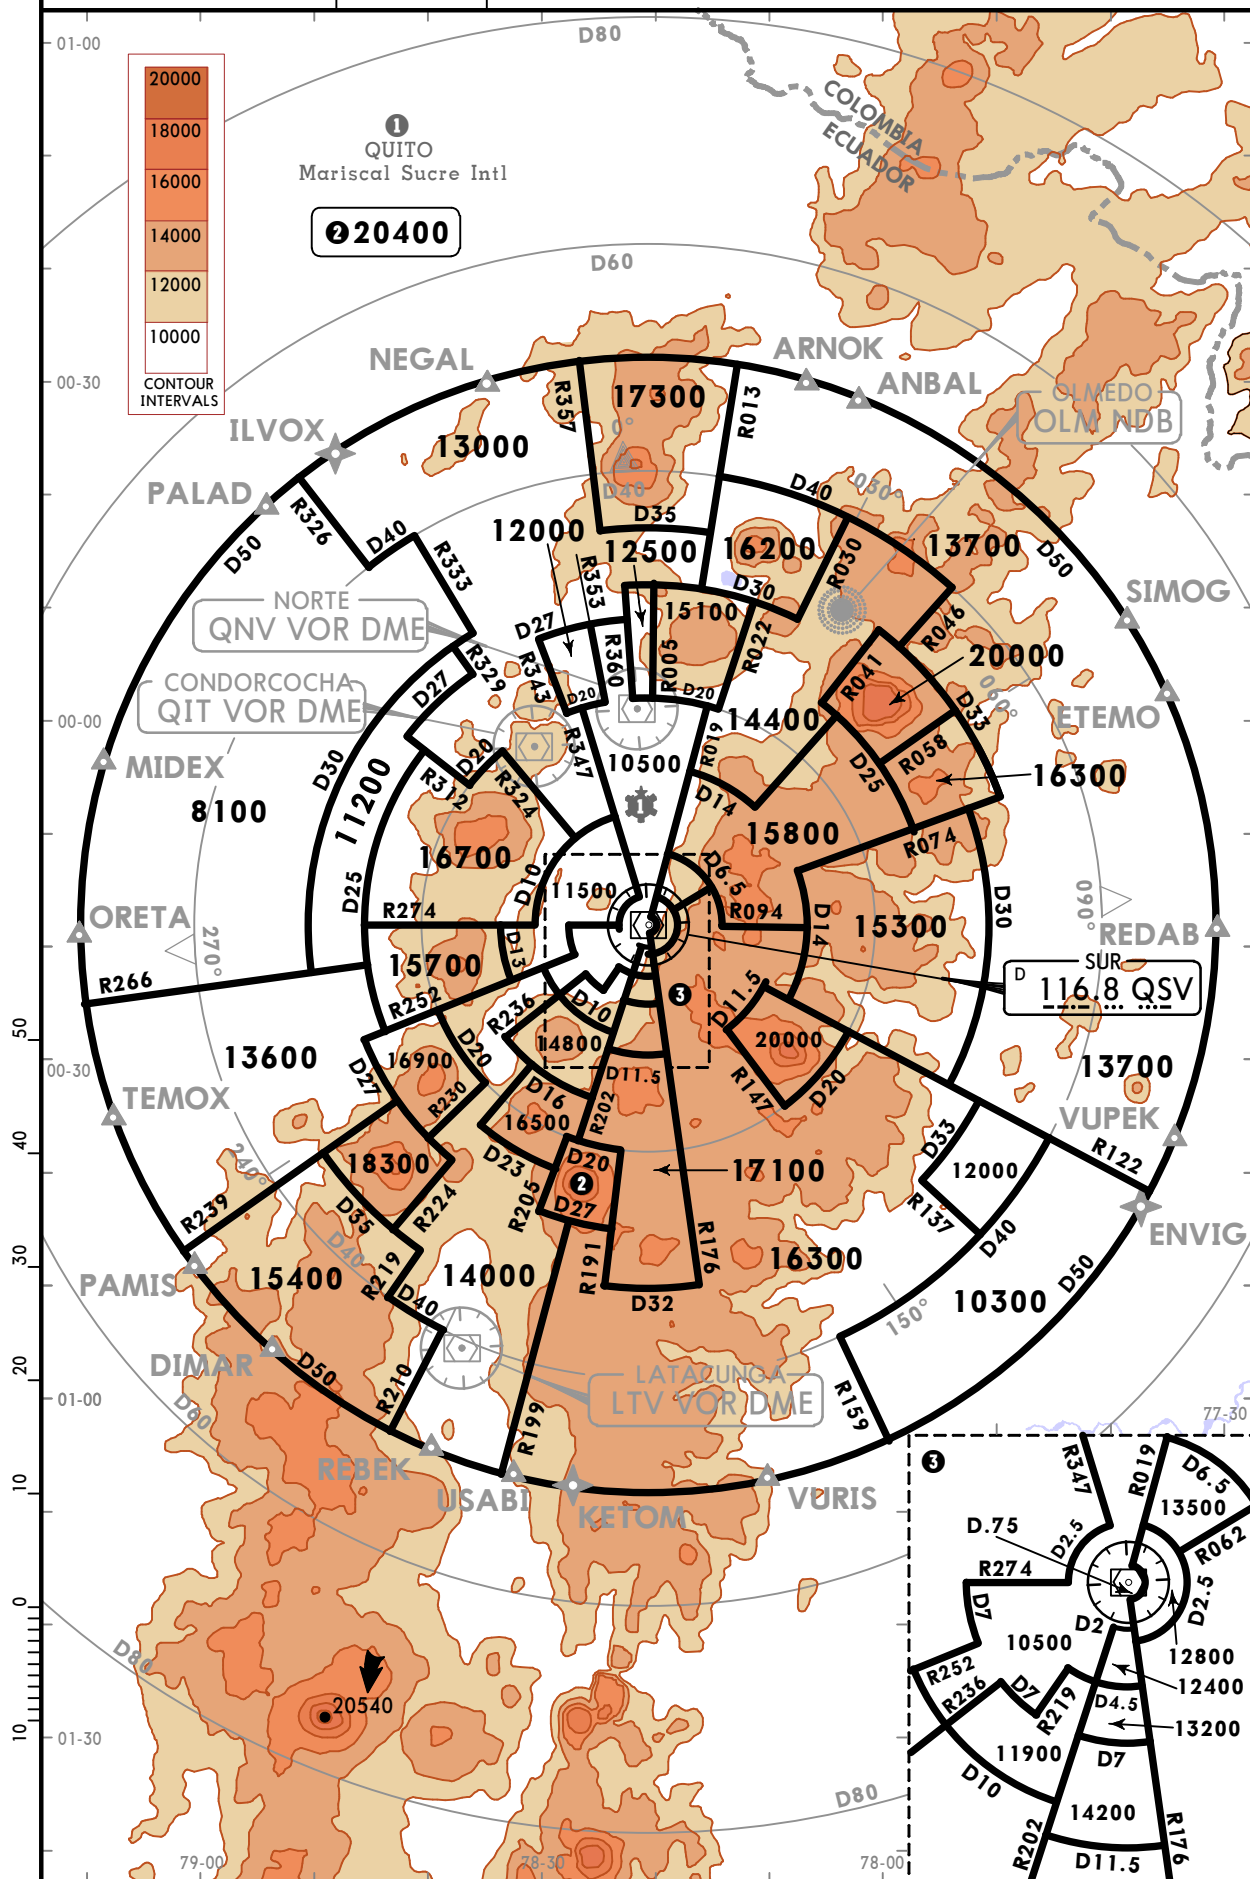 D80
01-00
20000
18000
16000
14000
12000
10000
CONTOUR
INTERVALS
1
QUITO
Mariscal Sucre Intl
2 20400
COLOMBIA
ECUADOR
D60
NEGAL
ARNOK
ANBAL
00-30
OLMEDO
OLM NDB
R357
17300
R013
ILVOX
13000
0°
PALAD
D40
030°
R326
D40
D50
D35
D40
12000
12500
16200
13700
D50
R333
R353
D30
R030
SIMOG
NORTE
QNV VOR DME
D27
15100
R022
R046
R360
R005
20000
R329
R343
R041
CONDORCOCHA
QIT VOR DME
D27
D20
D20
060°
00-00
14400
D33
ETEMO
R347
R019
D30
D20
10500
R058
MIDEX
R312
R324
D25
16300
8100
11200
1
D14
15800
R074
16700
D6.5
D25
D10
11500
ORETA
R274
R094
D14
15300
D30
090°
REDAB
270°
D13
SUR
15700
D 116.8 QSV
R266
R252
R236
3
D11.5
D10
50
13600
16900
D20
14800
20000
13700
00-30
D27
D11.5
R147
D20
TEMOX
R230
D16
R202
VUPEK
40
16500
D33
R122
240°
18300
D23
D20
17100
12000
2
R239
D35
R224
R205
D27
R137
D40
ENVIG
D40
R191
R176
30
R219
16300
D50
PAMIS
15400
14000
D32
10300
D40
150°
DIMAR
D50
LATACUNGA
LTV VOR DME
20
01-00
D60
R210
R199
R159
77-30
REBEK
3
R347
R019
D6.5
USABI
KETOM
VURIS
10
13500
D.75
D2.5
R062
R274
0
D7
D2
D2.5
D80
10500
12800
R252
12400
20540
R236
D7
R219
D4.5
13200
10
01-30
11900
D7
D10
D80
14200
R202
R176
79-00
78-30
78-00
D11.5